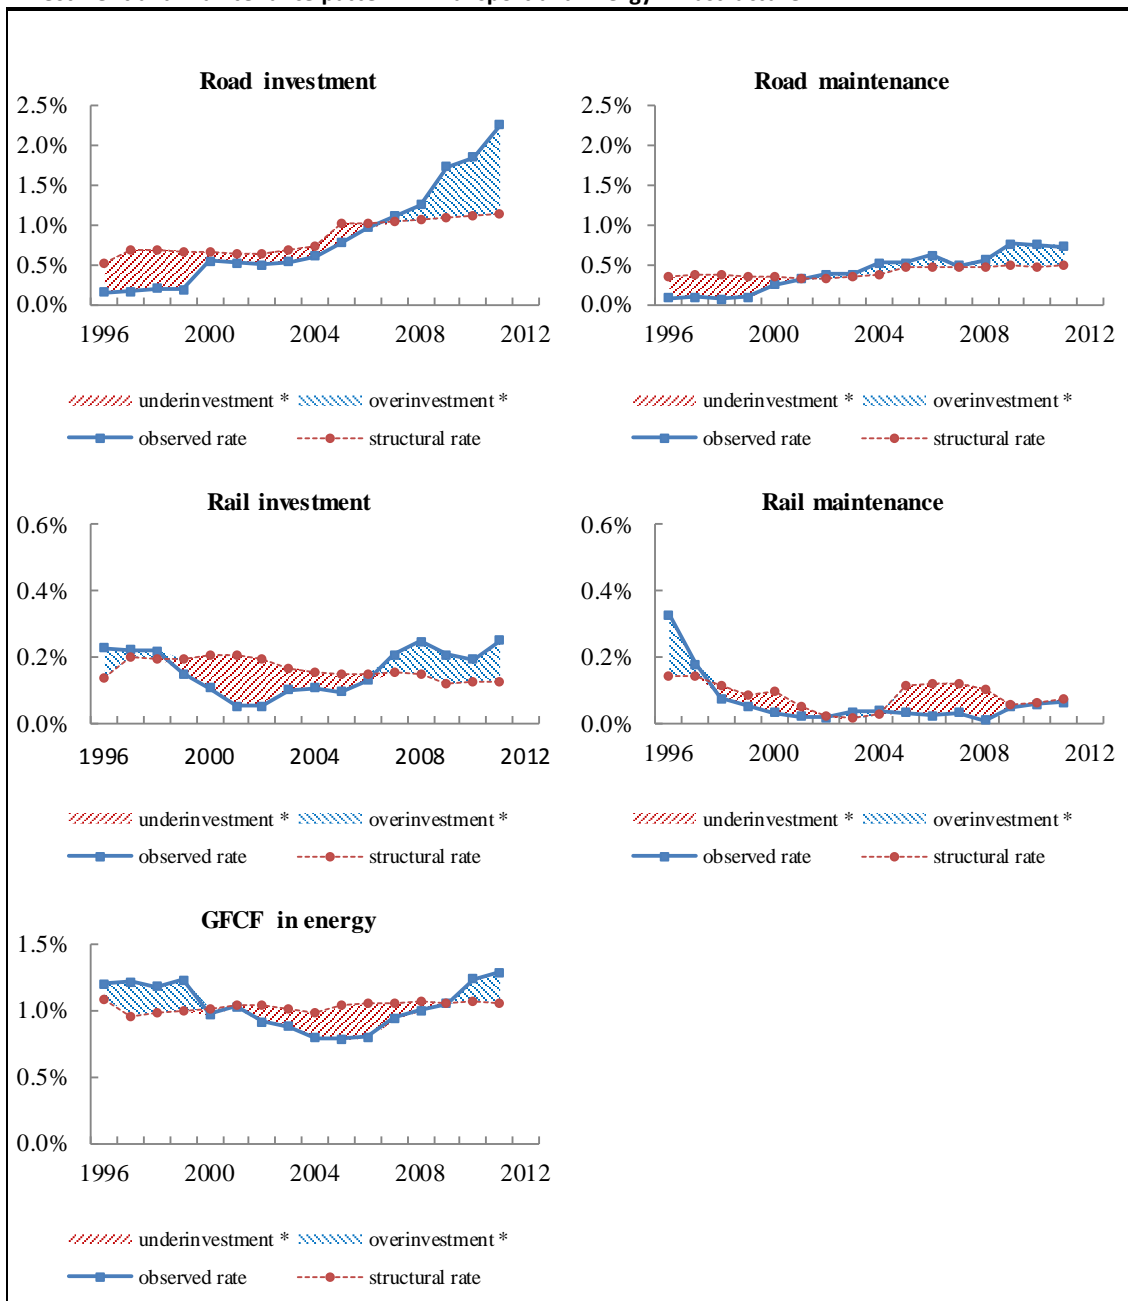 Road investment
2.5%
2.0%
1.5%
1.0%
0.5%
0.0%
1996 2000 2004 2008 2012
underinvestment * overinvestment *
observed rate structural rate
Road maintenance
2.5%
2.0%
1.5%
1.0%
0.5%
0.0%
1996 2000 2004 2008 2012
underinvestment * overinvestment *
observed rate structural rate
Rail investment
0.6%
0.4%
0.2%
0.0%
1996 2000 2004 2008 2012
underinvestment * overinvestment *
observed rate structural rate
Rail maintenance
0.6%
0.4%
0.2%
0.0%
1996 2000 2004 2008 2012
underinvestment * overinvestment *
observed rate structural rate
GFCF in energy
1.5%
1.0%
0.5%
0.0%
1996 2000 2004 2008 2012
underinvestment * overinvestment *
observed rate structural rate